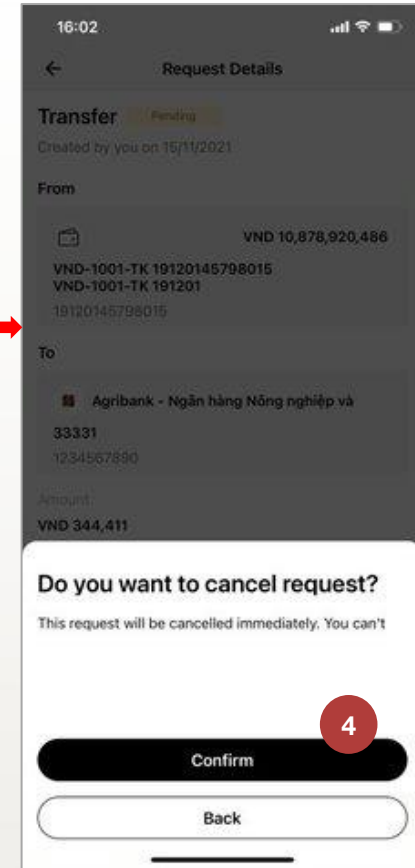 16:02
Request Details
Transfer Pending
Created by you on 15/11/2021
From
VND 10,878,920,486
VND-1001-TK 19120145798015
VND-1001-TK 191201
19120145798015
To
Agribank - Ngân hàng Nông nghiệp và
33331
1234567890
Amount
VND 344,411
Do you want to cancel request?
This request will be cancelled immediately. You can't
4
Confirm
Back